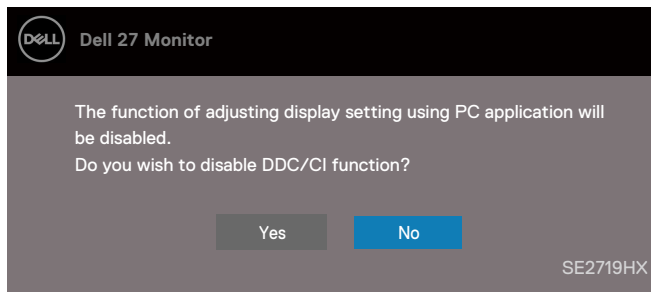 DELL Dell 27 Monitor
The function of adjusting display setting using PC application will
be disabled.
Do you wish to disable DDC/CI function?
Yes No
SE2719HX